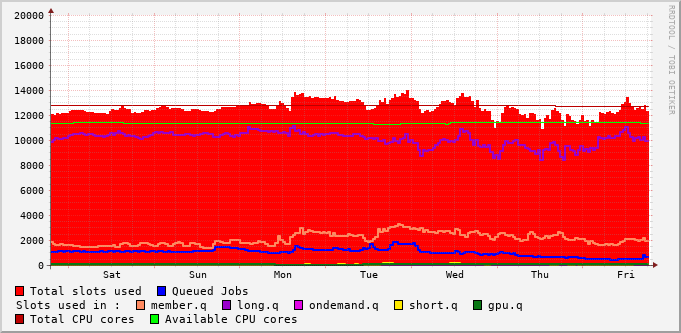 20000
18000
16000
14000
12000
10000
8000
6000
4000
2000
0
Sat Sun Mon Tue Wed Thu Fri
RRDTOOL / TOBI OETIKER
Total slots used Queued Jobs
Slots used in : member.q long.q ondemand.q short.q gpu.q
Total CPU cores Available CPU cores